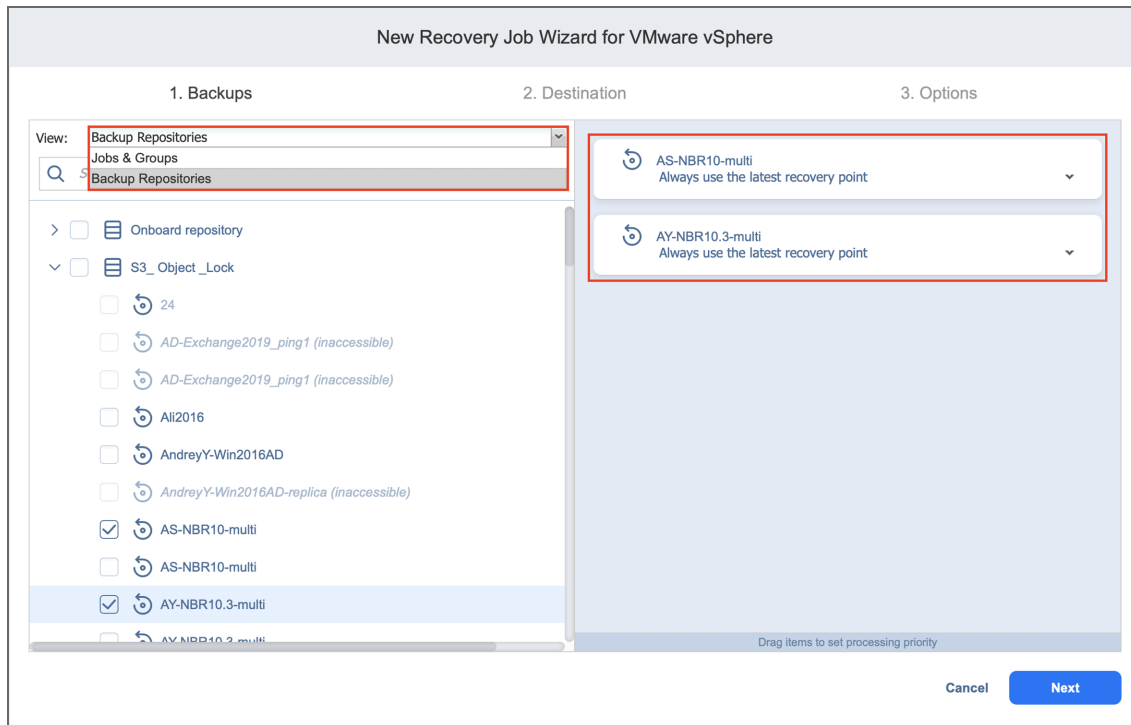 New Recovery Job Wizard for VMware vSphere
1. Backups
2. Destination
3. Options
View:
Backup Repositories
Jobs & Groups
Backup Repositories
Onboard repository
S3_ Object _Lock
24
AD-Exchange2019_ping1 (inaccessible)
AD-Exchange2019_ping1 (inaccessible)
Ali2016
AndreyY-Win2016AD
AndreyY-Win2016AD-replica (inaccessible)
AS-NBR10-multi
AS-NBR10-multi
AY-NBR10.3-multi
AY-NBR10.3-multi
AS-NBR10-multi
Always use the latest recovery point
AY-NBR10.3-multi
Always use the latest recovery point
Drag items to set processing priority
Cancel
Next